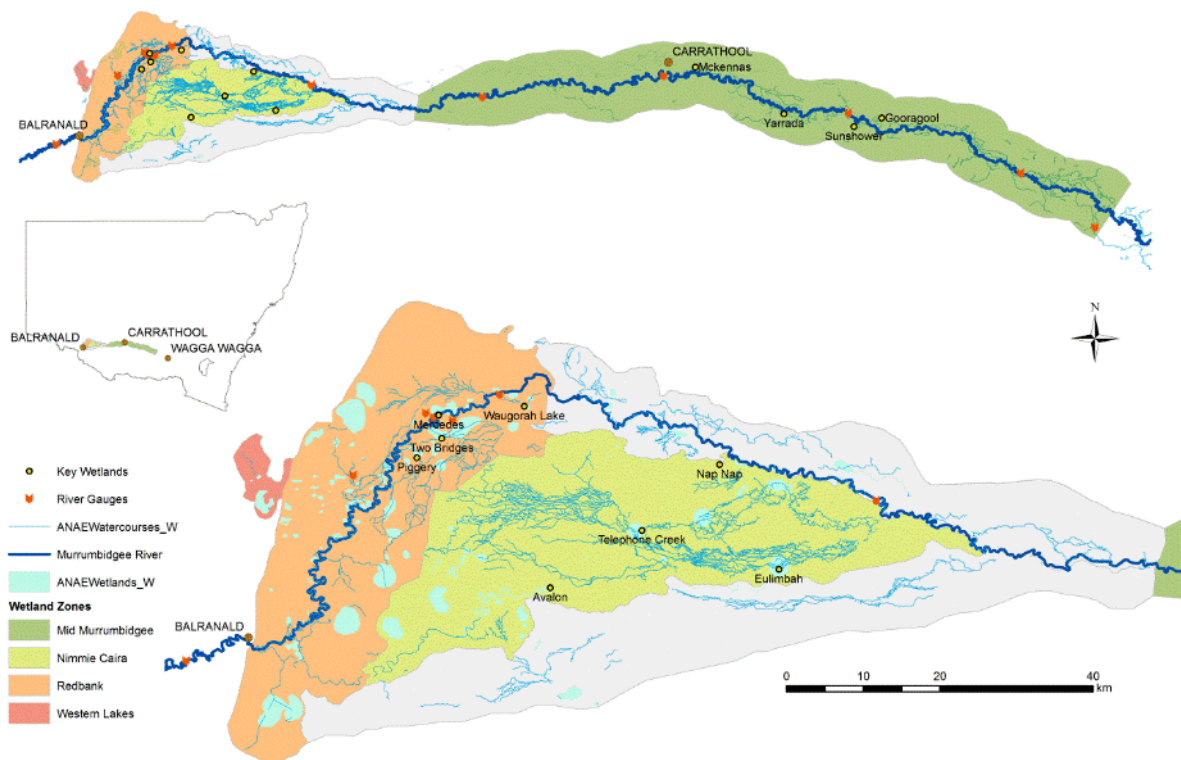 CARRATHOOL
Mckennas
BALRANALD
Yarrada
Gooragool
Sunshower
CARRATHOOL
BALRANALD
WAGGA WAGGA
N
Waugorah Lake
Mercedes
Two Bridges
Piggery
Nap Nap
Telephone Creek
Eulimbah
Avalon
BALRANALD
Key Wetlands
River Gauges
ANAEWatercourses_W
Murrumbidgee River
ANAEWetlands_W
Wetland Zones
Mid Murrumbidgee
Nimmie Caira
Redbank
Western Lakes
0 10 20 40
km